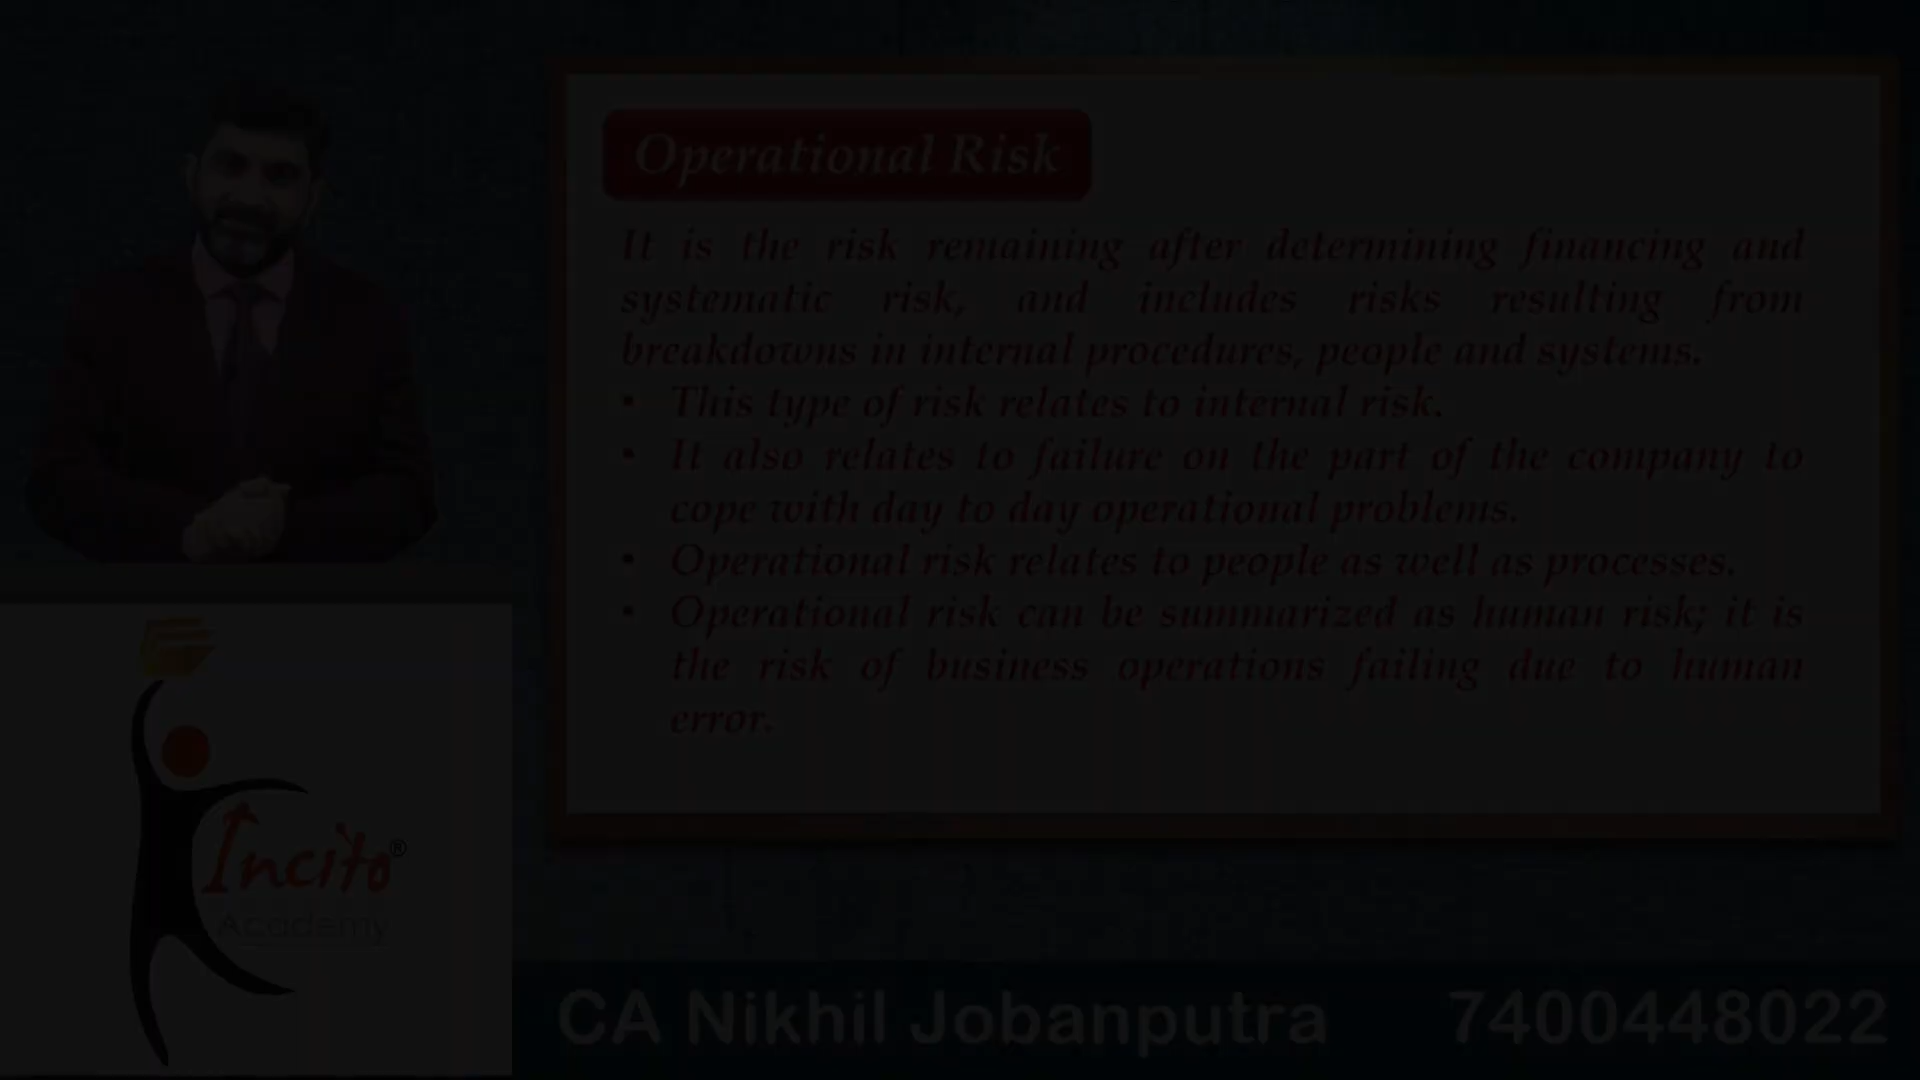 Operational Risk
It is the risk remaining after determining financing and
systematic risk, and includes risks resulting from
breakdowns in internal procedures, people and systems.
• This type of risk relates to internal risk.
• It also relates to failure on the part of the company to
cope with day to day operational problems.
• Operational risk relates to people as well as processes.
• Operational risk can be summarized as human risk; it is
the risk of business operations failing due to human
error.
Incito®
Academy
CA Nikhil Jobanputra 7400448022